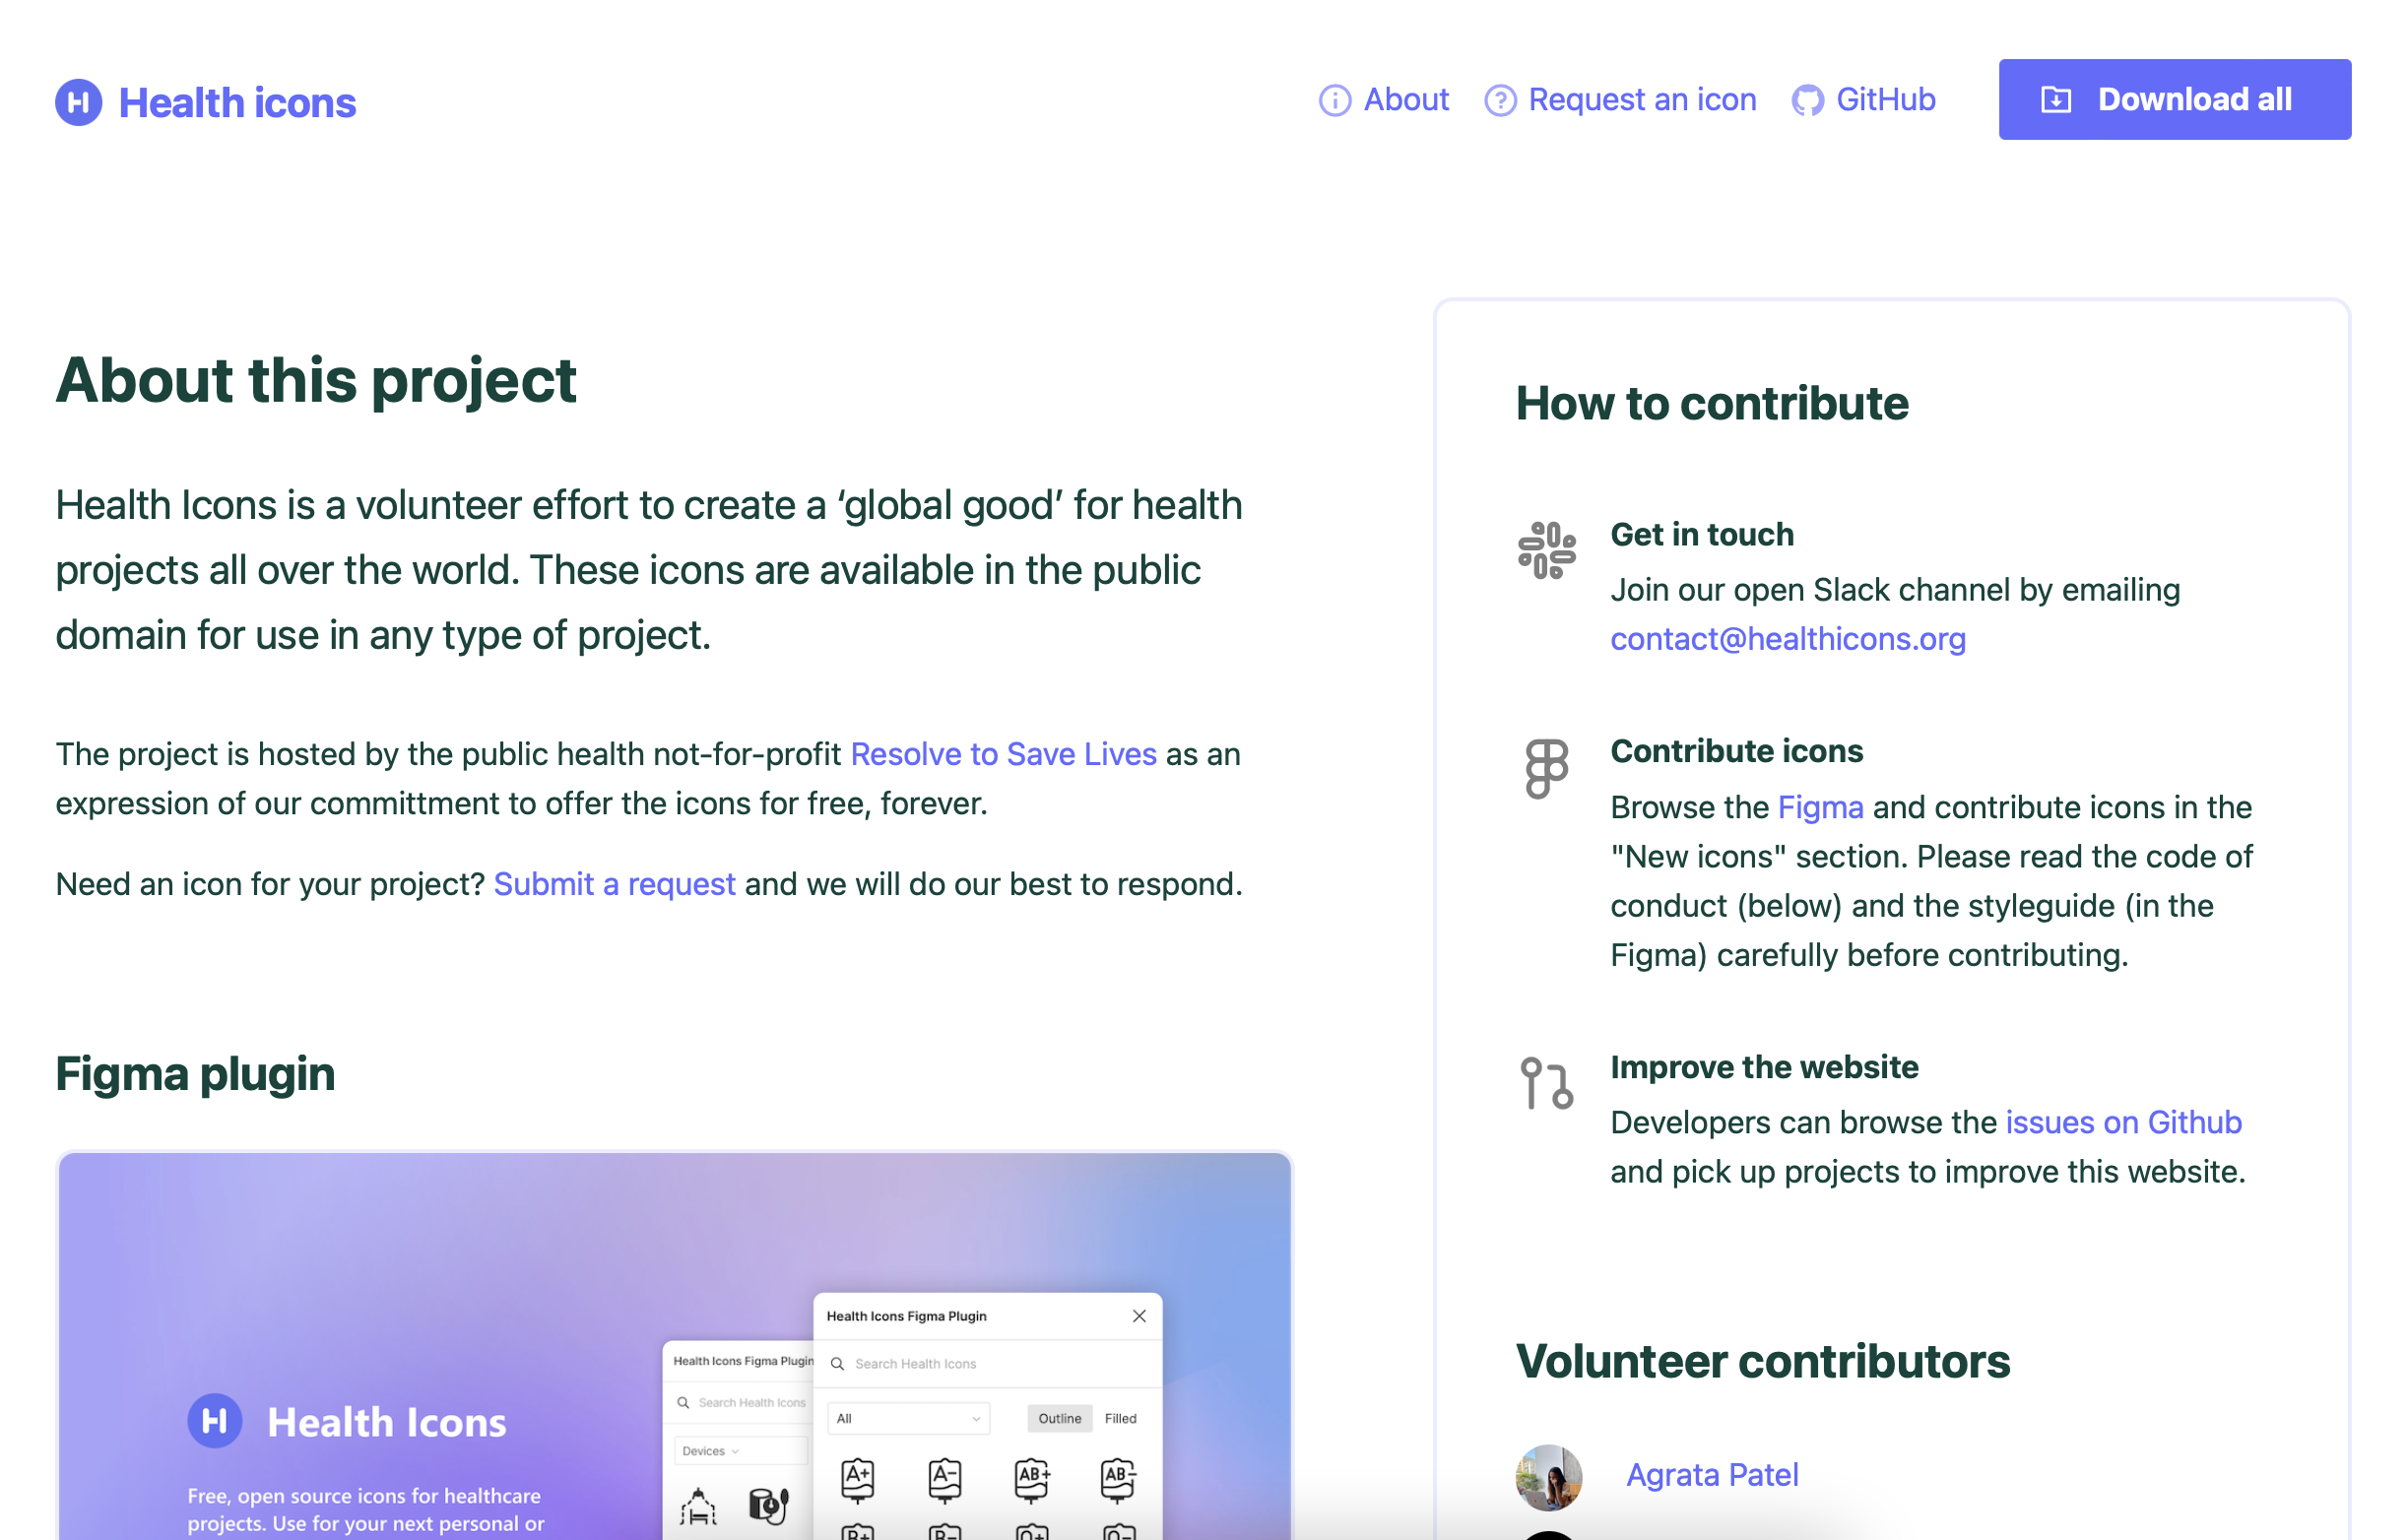 Health icons
About
Request an icon
GitHub
Download all
About this project
Health Icons is a volunteer effort to create a ‘global good’ for health
projects all over the world. These icons are available in the public
domain for use in any type of project.
The project is hosted by the public health not-for-profit Resolve to Save Lives as an
expression of our committment to offer the icons for free, forever.
Need an icon for your project? Submit a request and we will do our best to respond.
Figma plugin
Health Icons
Free, open source icons for healthcare
projects. Use for your next personal or
Health Icons Figma Plugin
Search Health Icons
Devices
Health Icons Figma Plugin
Search Health Icons
All
Outline
Filled
A+
A-
AB+
AB-
B+
B-
O+
O-
How to contribute
Get in touch
Join our open Slack channel by emailing
contact@healthicons.org
Contribute icons
Browse the Figma and contribute icons in the
"New icons" section. Please read the code of
conduct (below) and the styleguide (in the
Figma) carefully before contributing.
Improve the website
Developers can browse the issues on Github
and pick up projects to improve this website.
Volunteer contributors
Agrata Patel